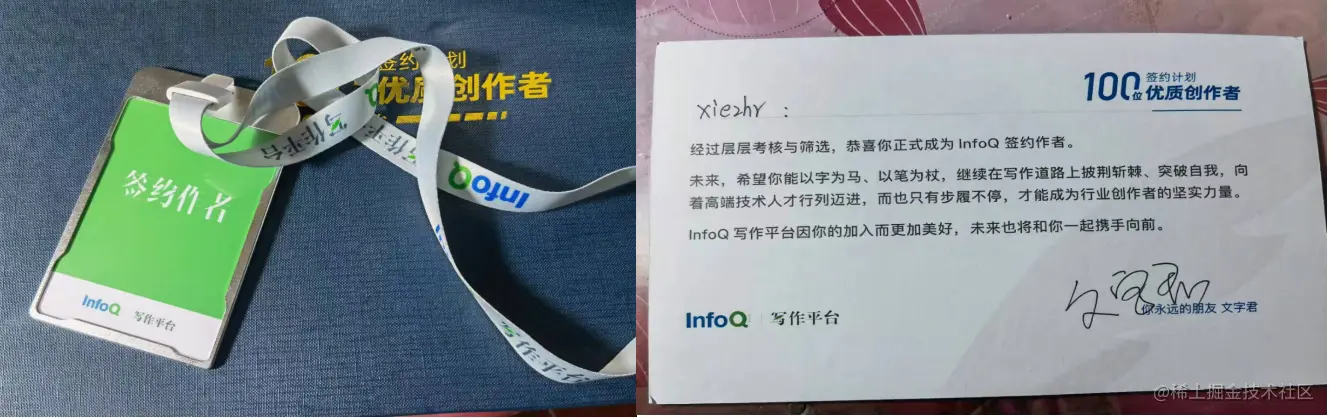 签约计划
优质创作者
写作平台
InfoQ
签约作者
InfoQ 写作平台
100位
签约计划
优质创作者
xiezhr :
经过层层考核与筛选，恭喜你正式成为 InfoQ 签约作者。
未来，希望你能以字为马、以笔为杖，继续在写作道路上披荆斩棘、突破自我，向
着高端技术人才行列迈进，而也只有步履不停，才能成为行业创作者的坚实力量。
InfoQ 写作平台因你的加入而更加美好，未来也将和你一起携手向前。
你永远的朋友 文字君
InfoQ 写作平台
@稀土掘金技术社区